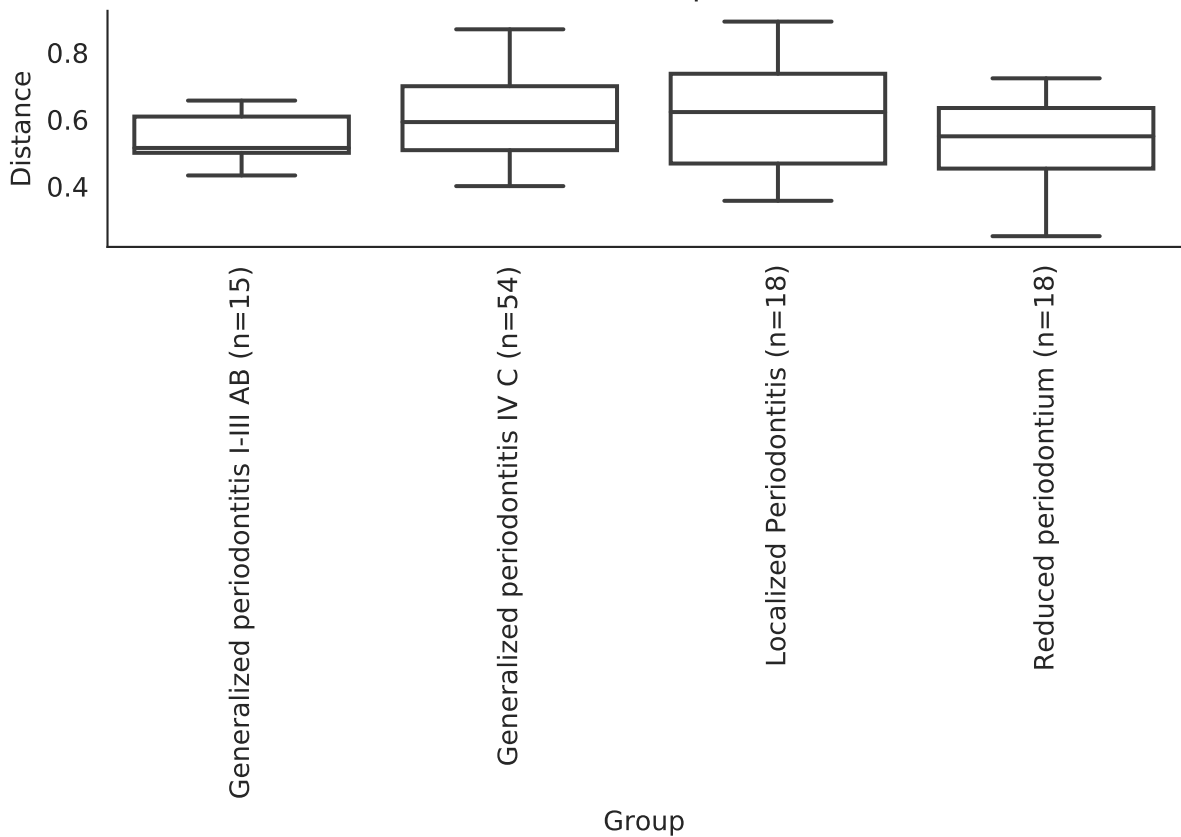 Distance
0.8
0.6
0.4
Generalized periodontitis I-III AB (n=15)
Generalized periodontitis IV C (n=54)
Localized Periodontitis (n=18)
Reduced periodontium (n=18)
Group